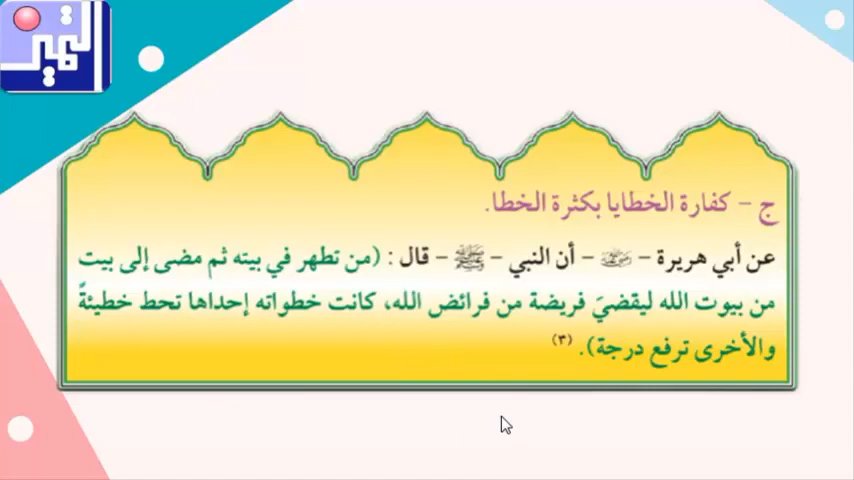 التميز
ج - كفارة الخطايا بكثرة الخطا.
عن أبي هريرة - رضي الله عنه - أن النبي - ﷺ - قال : (من تطهر في بيته ثم مضى إلى بيت
من بيوت الله ليقضيَ فريضة من فرائض الله، كانت خطواته إحداها تحط خطيئةً
والأخرى ترفع درجة). (٣)